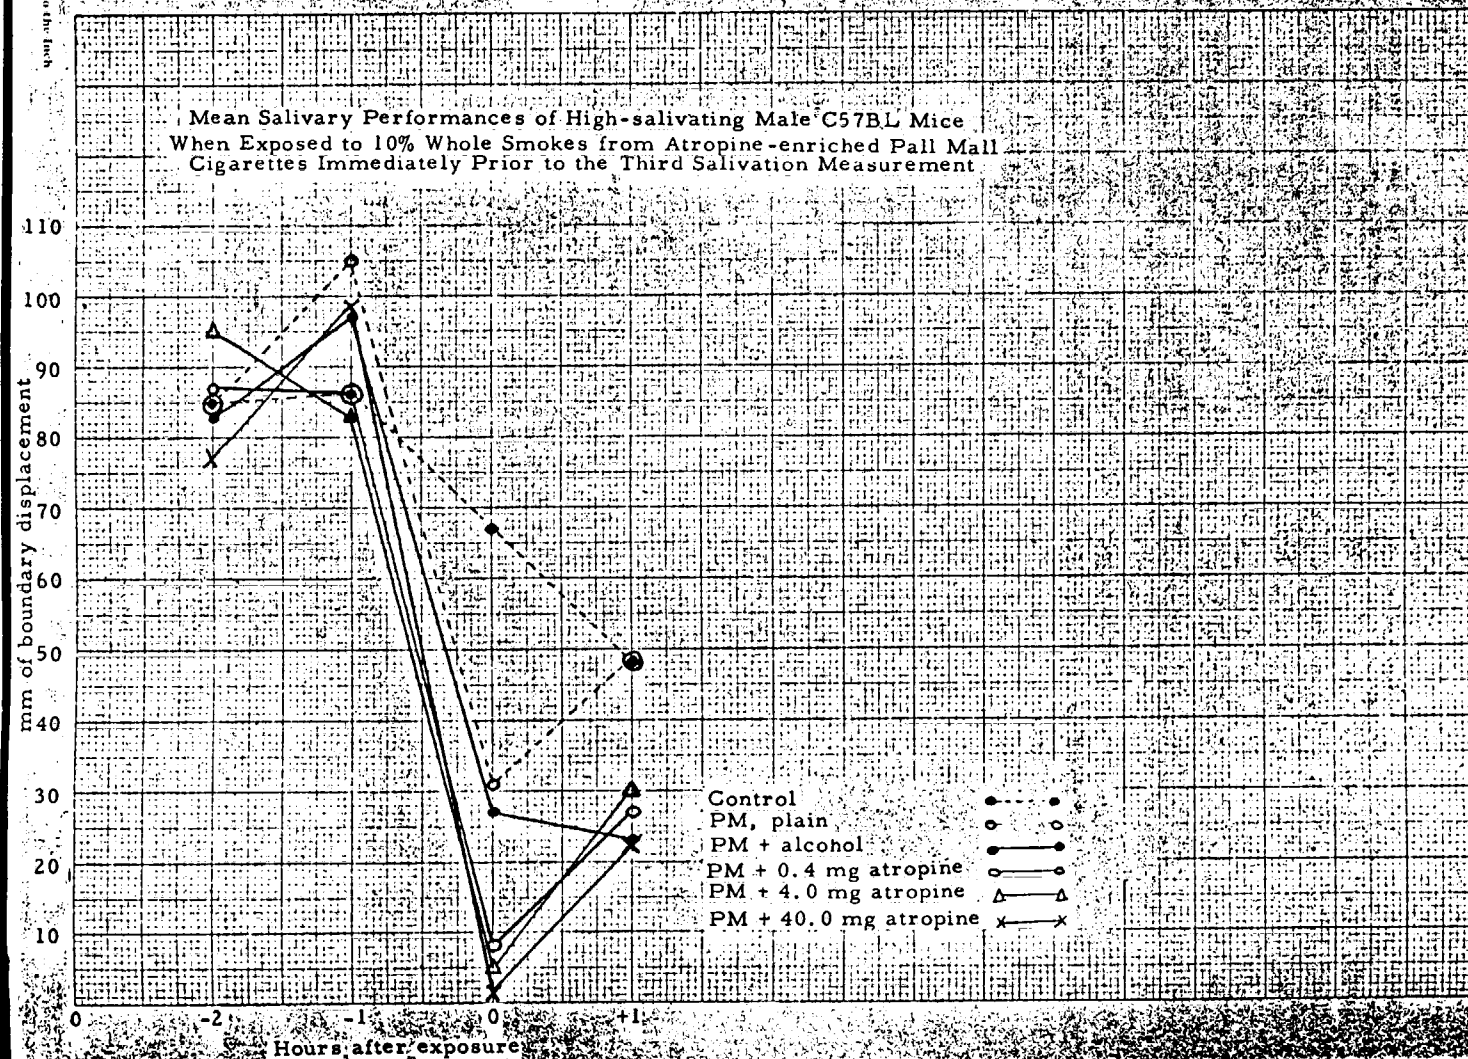 to the inch
Mean Salivary Performances of High-salivating Male C57BL Mice
When Exposed to 10% Whole Smokes from Atropine-enriched Pall Mall
Cigarettes Immediately Prior to the Third Salivation Measurement
110
100
90
80
70
60
50
40
30
20
10
mm of boundary displacement
Control
PM, plain
PM + alcohol
PM + 0.4 mg atropine
PM + 4.0 mg atropine
PM + 40.0 mg atropine
0 -2 -1 0 +1
Hours after exposure